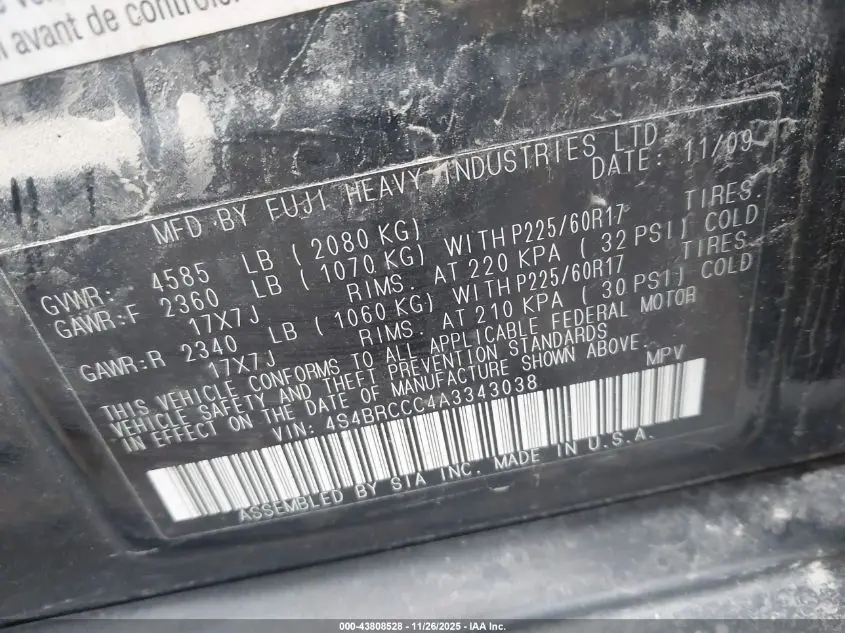 avant de controler
MFD BY FUJI HEAVY INDUSTRIES LTD
DATE: 11/09
GVWR: 4585 LB ( 2080 KG)
GAWR:F 2360 LB ( 1070 KG) WITH P225/60R17 TIRES.
17X7J RIMS. AT 220 KPA ( 32 PSI) COLD
GAWR:R 2340 LB ( 1060 KG) WITH P225/60R17 TIRES.
17X7J RIMS. AT 210 KPA ( 30 PSI) COLD
THIS VEHICLE CONFORMS TO ALL APPLICABLE FEDERAL MOTOR
VEHICLE SAFETY AND THEFT PREVENTION STANDARDS
IN EFFECT ON THE DATE OF MANUFACTURE SHOWN ABOVE.
VIN: 4S4BRCCC4A3343038 MPV
ASSEMBLED BY SIA INC. MADE IN U.S.A.
000-43808528 - 11/26/2025 - IAA Inc.